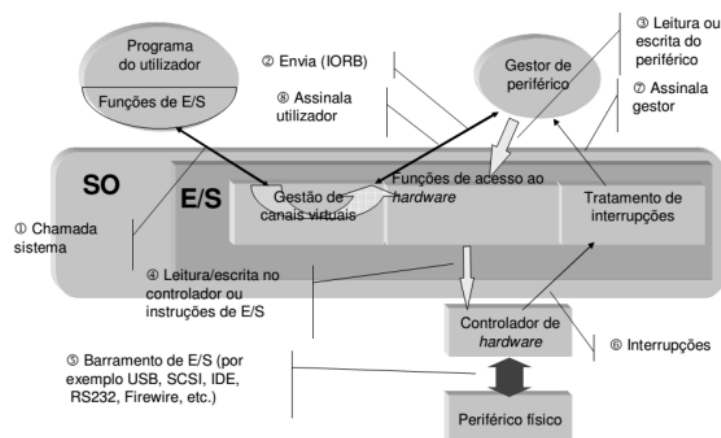 Programa
do utilizador
Funções de E/S
② Envia (IORB)
⑧ Assinala
utilizador
Gestor de
periférico
③ Leitura ou
escrita do
periférico
⑦ Assinala
gestor
SO
E/S
Gestão de
canais virtuais
Funções de acesso ao
hardware
Tratamento de
interrupções
① Chamada
sistema
④ Leitura/escrita no
controlador ou
instruções de E/S
Controlador de
hardware
⑥ Interrupções
⑤ Barramento de E/S (por
exemplo USB, SCSI, IDE,
RS232, Firewire, etc.)
Periférico físico